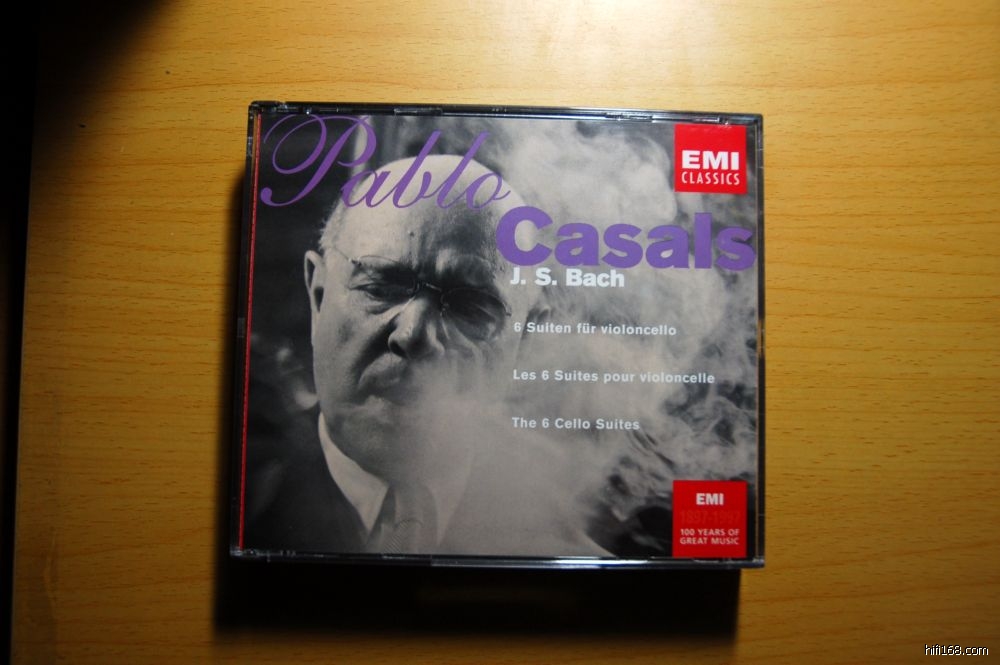 Pablo
Casals
J. S. Bach
6 Suiten für violoncello
Les 6 Suites pour violoncelle
The 6 Cello Suites
EMI
CLASSICS
EMI
1897-1997
100 YEARS OF
GREAT MUSIC
hifi168.com